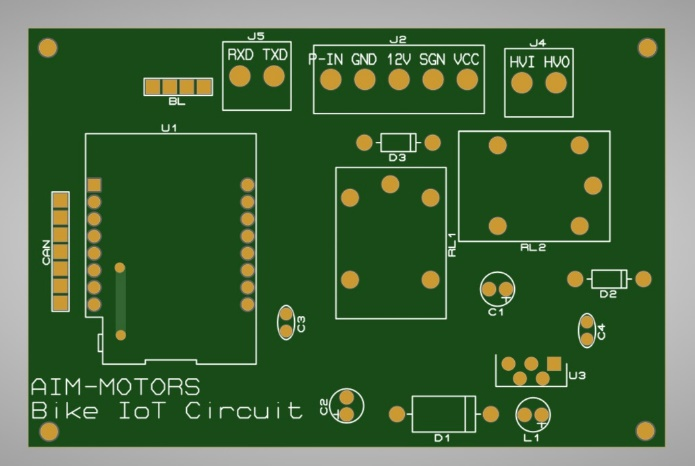 J5
J2
J4
RXD TXD
P-IN GND 12V SGN VCC
HVI HVO
BL
U1
D3
RL1
RL2
CAN
D2
C1
C3
C4
U3
AIM-MOTORS
Bike IoT Circuit
C2
D1
L1